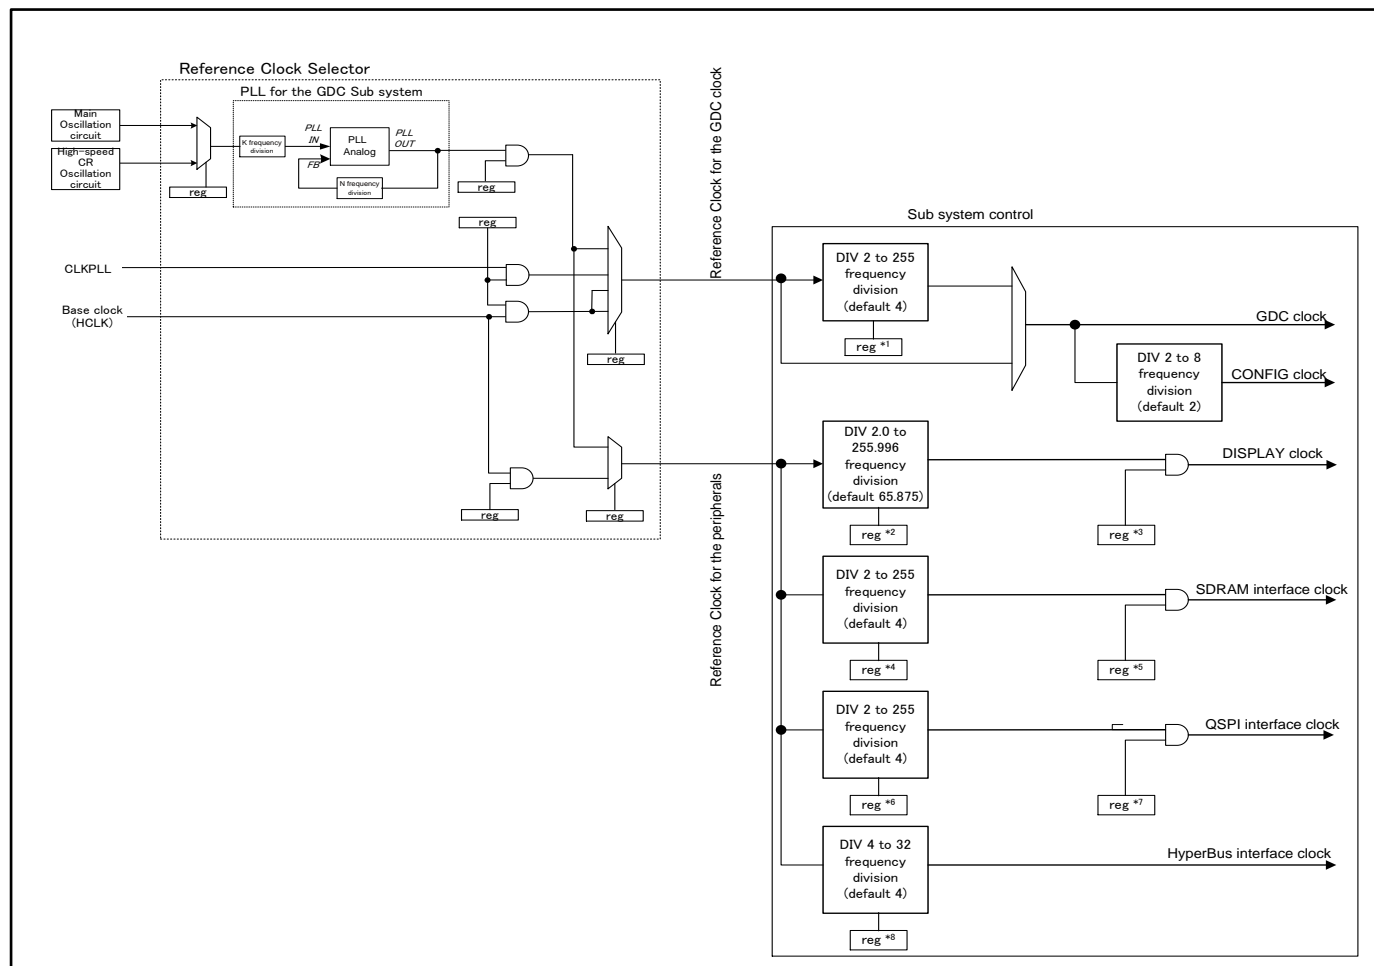 Reference Clock Selector
PLL for the GDC Sub system
Main
Oscillation
circuit
High-speed
CR
Oscillation
circuit
reg
K frequency
division
PLL
IN
FB
PLL
Analog
PLL
OUT
N frequency
division
reg
reg
CLKPLL
Base clock
(HCLK)
reg
reg
reg
Reference Clock for the GDC clock
Reference Clock for the peripherals
Sub system control
DIV 2 to 255
frequency
division
(default 4)
reg *1
GDC clock
DIV 2 to 8
frequency
division
(default 2)
CONFIG clock
DIV 2.0 to
255.996
frequency
division
(default 65.875)
reg *2
reg *3
DISPLAY clock
DIV 2 to 255
frequency
division
(default 4)
reg *4
reg *5
SDRAM interface clock
DIV 2 to 255
frequency
division
(default 4)
reg *6
reg *7
QSPI interface clock
DIV 4 to 32
frequency
division
(default 4)
reg *8
HyperBus interface clock